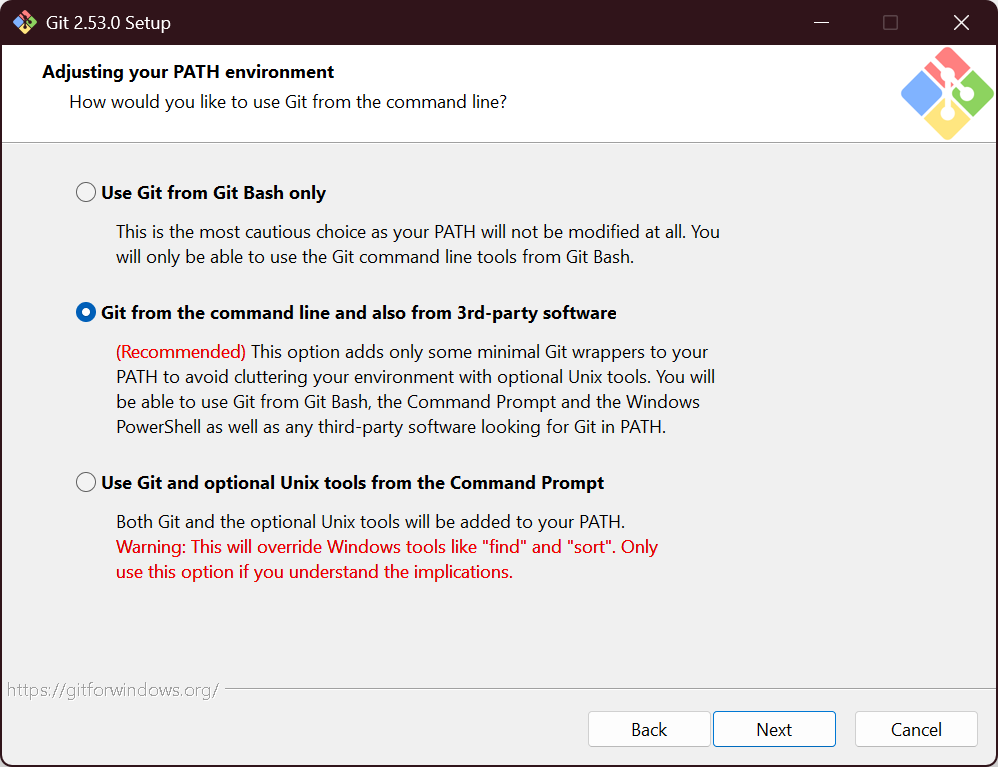 Git 2.53.0 Setup
Adjusting your PATH environment
How would you like to use Git from the command line?
Use Git from Git Bash only
This is the most cautious choice as your PATH will not be modified at all. You
will only be able to use the Git command line tools from Git Bash.
Git from the command line and also from 3rd-party software
(Recommended) This option adds only some minimal Git wrappers to your
PATH to avoid cluttering your environment with optional Unix tools. You will
be able to use Git from Git Bash, the Command Prompt and the Windows
PowerShell as well as any third-party software looking for Git in PATH.
Use Git and optional Unix tools from the Command Prompt
Both Git and the optional Unix tools will be added to your PATH.
Warning: This will override Windows tools like "find" and "sort". Only
use this option if you understand the implications.
https://gitforwindows.org/
Back
Next
Cancel